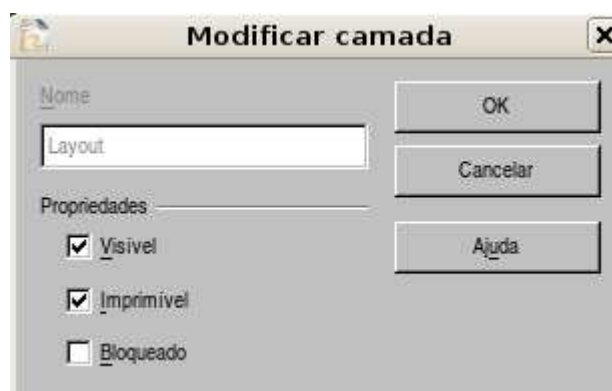 Modificar camada
Nome
OK
Layout
Cancelar
Propriedades
Visível
Ajuda
Imprimível
Bloqueado